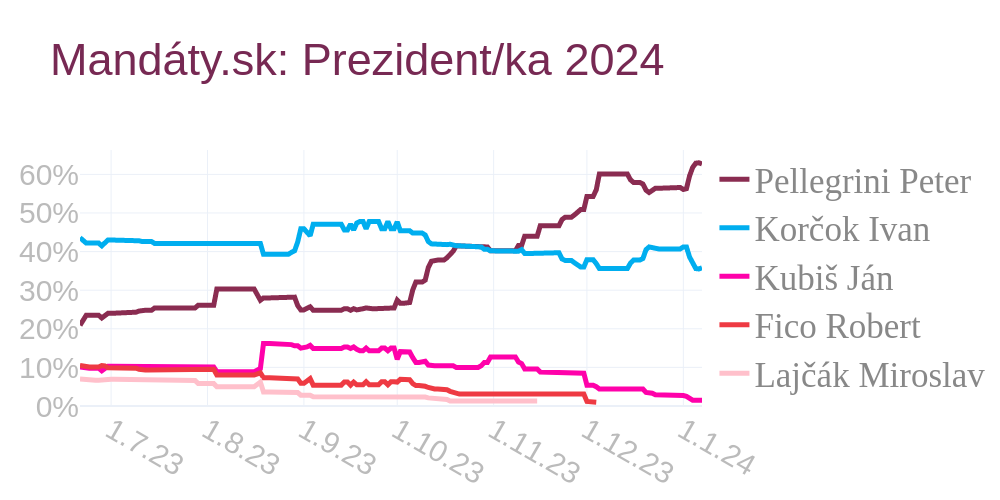 Mandáty.sk: Prezident/ka 2024
60%
50%
40%
30%
20%
10%
0%
1.7.23
1.8.23
1.9.23
1.10.23
1.11.23
1.12.23
1.1.24
Pellegrini Peter
Korčok Ivan
Kubiš Ján
Fico Robert
Lajčák Miroslav